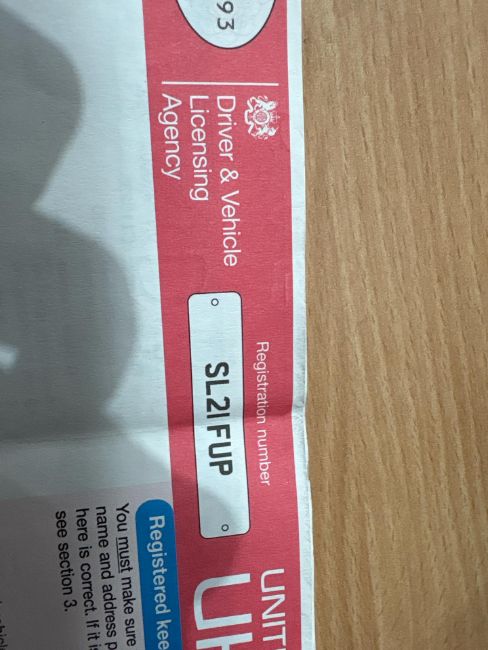 93
Driver & Vehicle
Licensing
Agency
Registration number
SL21 FUP
UNIT
Registered kee
You must make sure
name and address p
here is correct. If it i
see section 3.